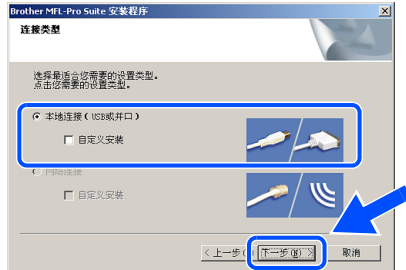 Brother MFL-Pro Suite 安装程序
连接类型
选择最适合您需要的设置类型。
点击您需要的设置类型。
本地连接（USB或并口）
自定义安装
网络连接
自定义安装
<上一步(
下一步(N) >
取消